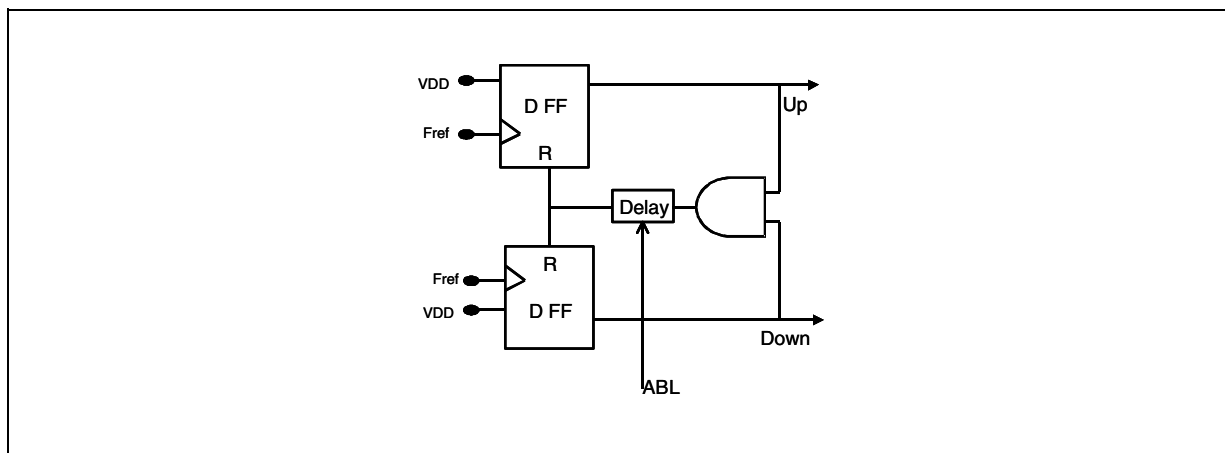 VDD
D FF
Up
Fref
R
Delay
R
Fref
D FF
VDD
Down
ABL